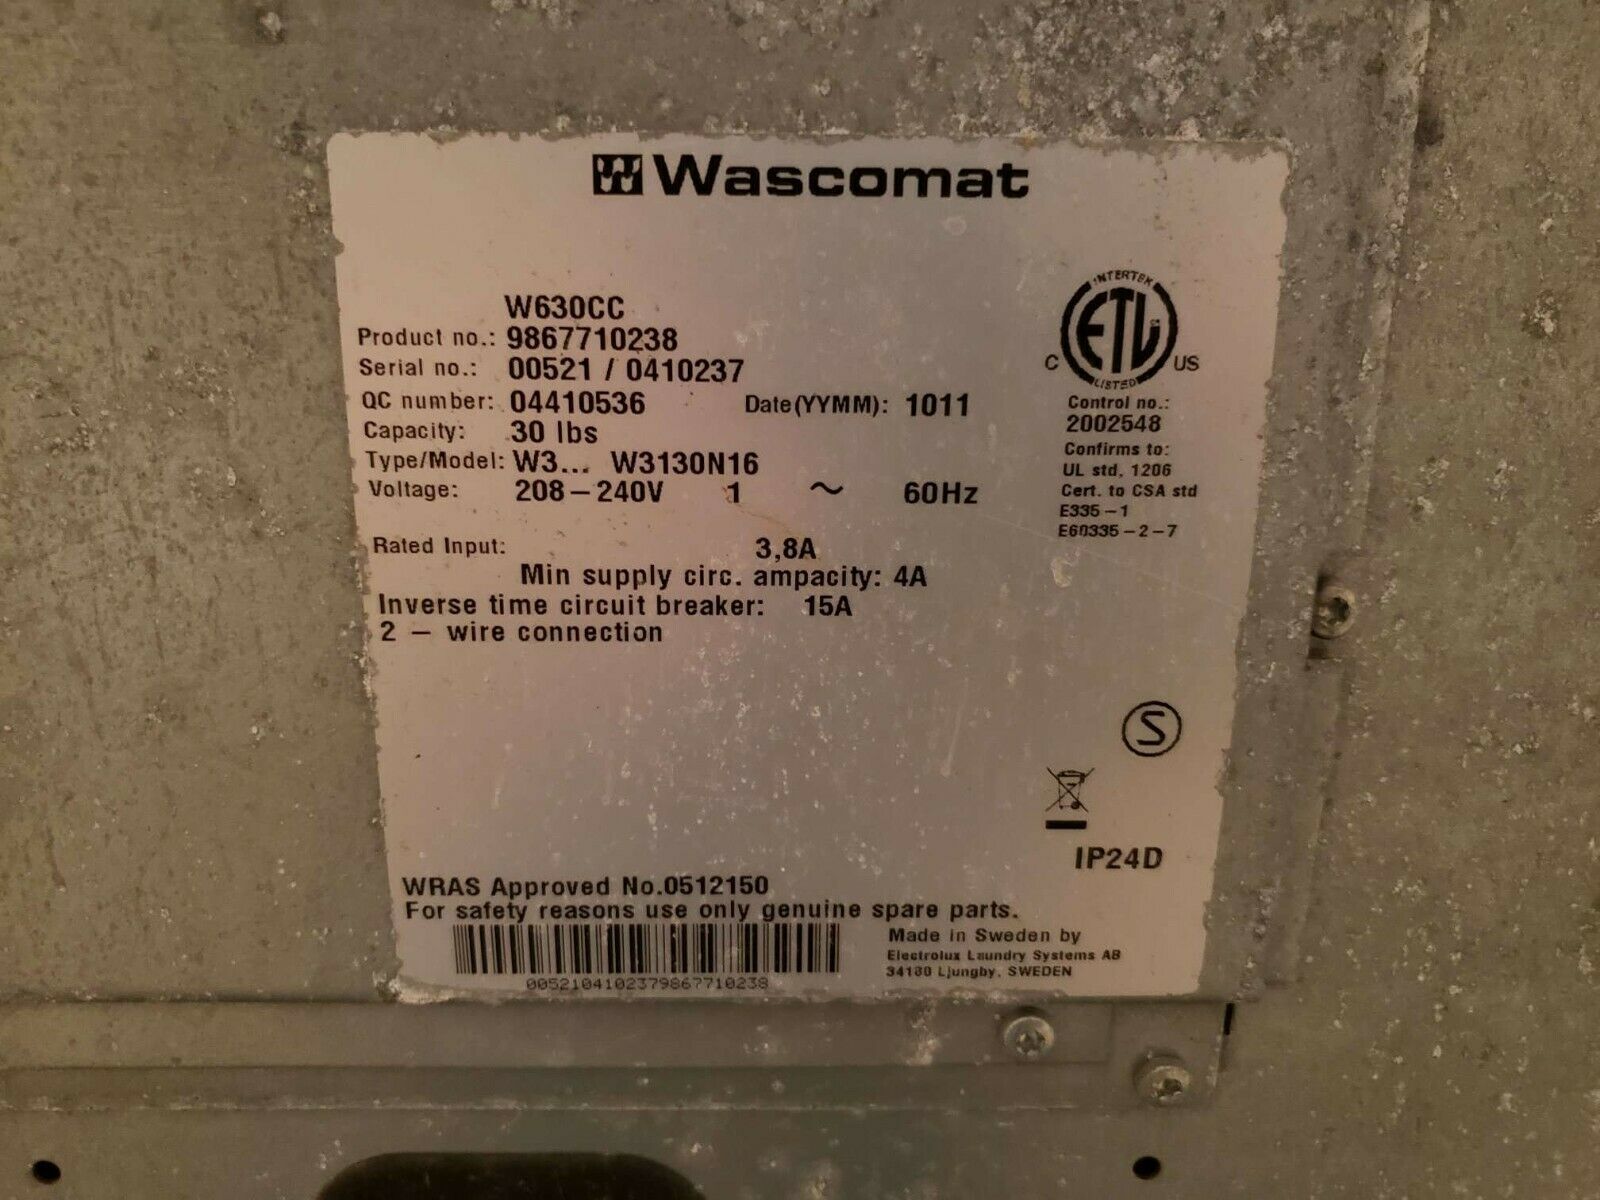 Wascomat
W630CC
Product no.: 9867710238
Serial no.: 00521 / 0410237
QC number: 04410536 Date(YYMM): 1011
Capacity: 30 lbs
Type/Model: W3... W3130N16
Voltage: 208-240V 1 ~ 60Hz
Rated Input: 3,8A
Min supply circ. ampacity: 4A
Inverse time circuit breaker: 15A
2 - wire connection
INTERTEK
ETL
C US
LISTED
Control no.:
2002548
Confirms to:
UL std. 1206
Cert. to CSA std
E335-1
E60335-2-7
S
IP24D
WRAS Approved No.0512150
For safety reasons use only genuine spare parts.
0052104102379867710238
Made in Sweden by
Electrolux Laundry Systems AB
34180 Ljungby, SWEDEN